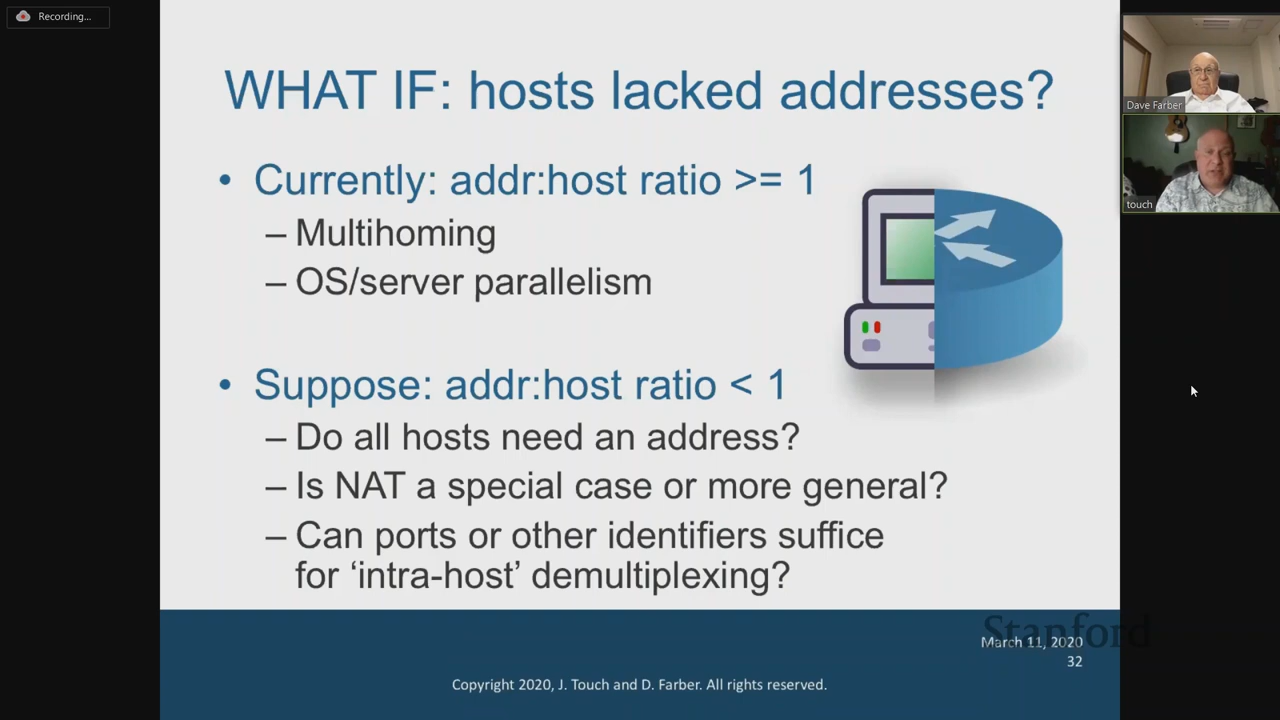 Recording...
WHAT IF: hosts lacked addresses?
• Currently: addr:host ratio >= 1
– Multihoming
– OS/server parallelism
• Suppose: addr:host ratio < 1
– Do all hosts need an address?
– Is NAT a special case or more general?
– Can ports or other identifiers suffice
for ‘intra-host’ demultiplexing?
Dave Farber
touch
Stanford
March 11, 2020
32
Copyright 2020, J. Touch and D. Farber. All rights reserved.